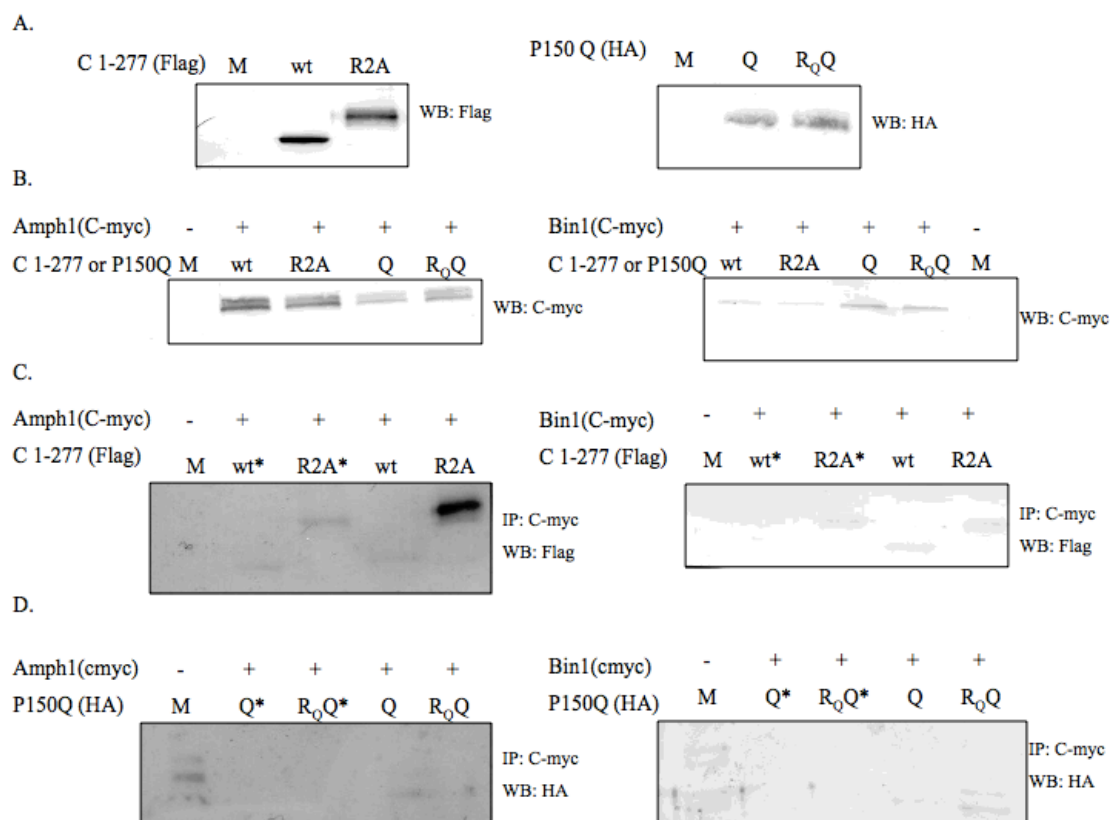 A.
C 1-277 (Flag) M wt R2A
WB: Flag
P150 Q (HA) M Q RQQ
WB: HA
B.
Amph1(C-myc) - + + + +
C 1-277 or P150Q M wt R2A Q RQQ
WB: C-myc
Bin1(C-myc) + + + + -
C 1-277 or P150Q wt R2A Q RQQ M
WB: C-myc
C.
Amph1(C-myc) - + + + +
C 1-277 (Flag) M wt* R2A* wt R2A
IP: C-myc
WB: Flag
Bin1(C-myc) - + + + +
C 1-277 (Flag) M wt* R2A* wt R2A
IP: C-myc
WB: Flag
D.
Amph1(cmyc) - + + + +
P150Q (HA) M Q* RQQ* Q RQQ
IP: C-myc
WB: HA
Bin1(cmyc) - + + + +
P150Q (HA) M Q* RQQ* Q RQQ
IP: C-myc
WB: HA